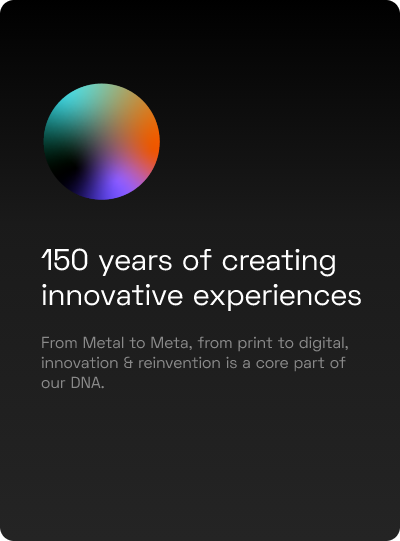 150 years of creating
innovative experiences
From Metal to Meta, from print to digital,
innovation & reinvention is a core part of
our DNA.